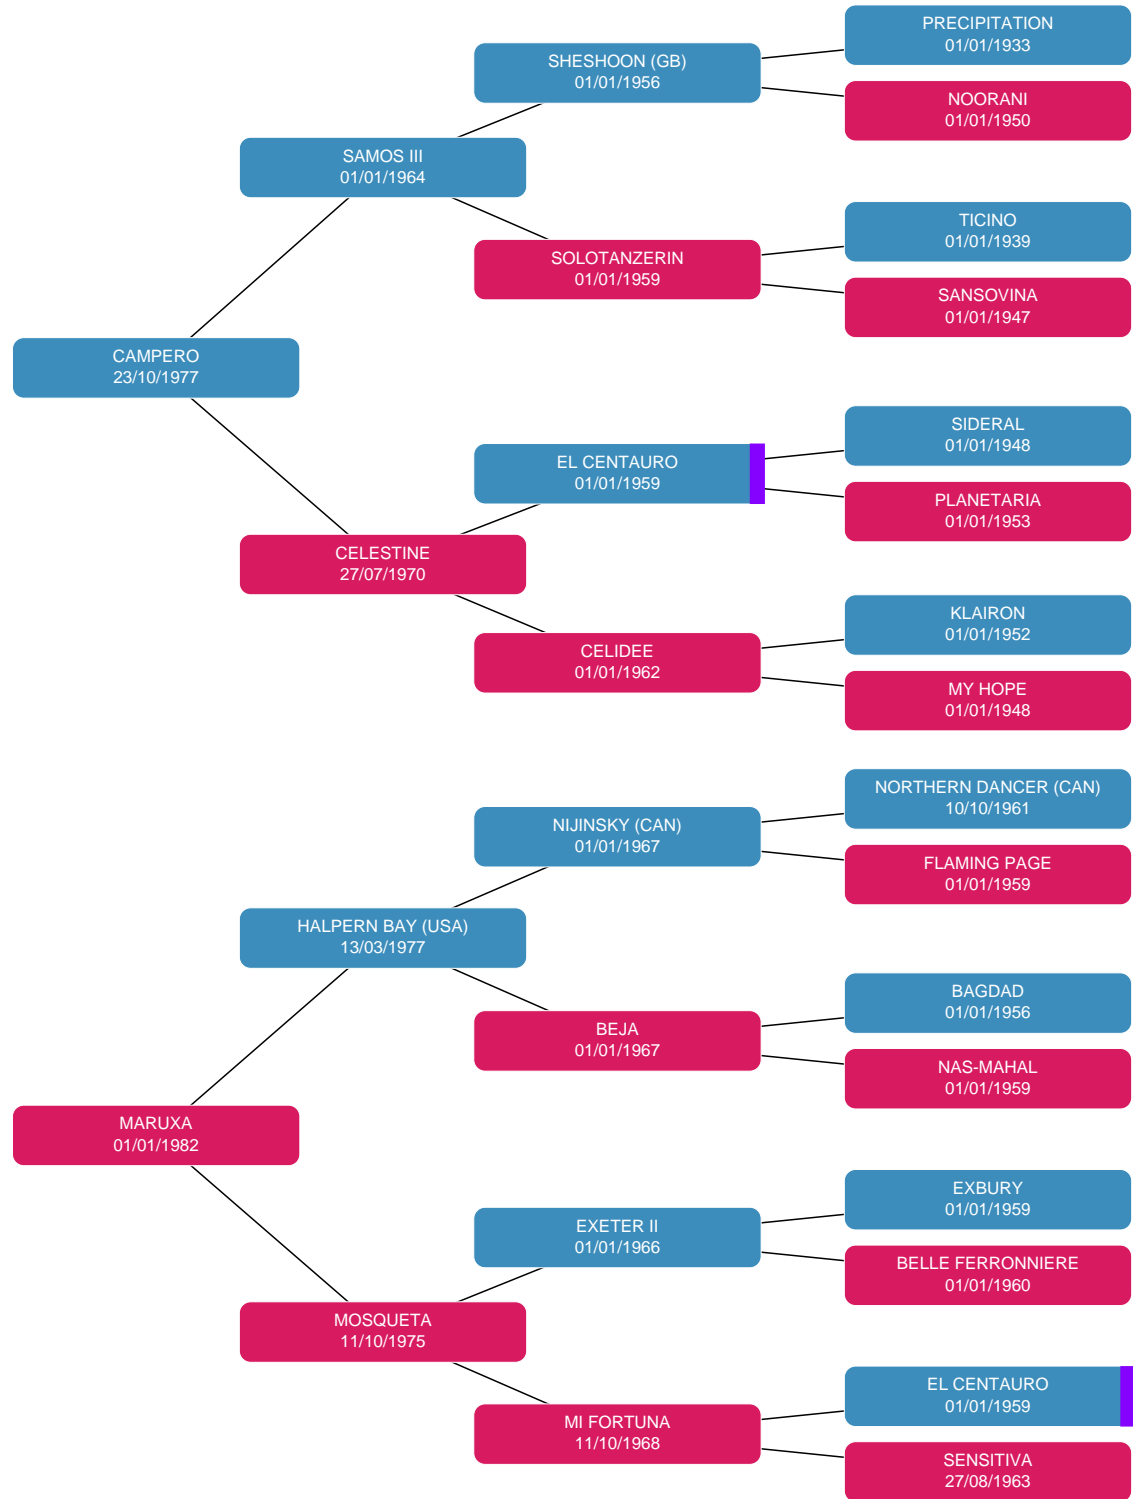 PRECIPITATION
01/01/1933
SHESHOON (GB)
01/01/1956
NOORANI
01/01/1950
SAMOS III
01/01/1964
TICINO
01/01/1939
SOLOTANZERIN
01/01/1959
SANSOVINA
01/01/1947
CAMPERO
23/10/1977
SIDERAL
01/01/1948
EL CENTAURO
01/01/1959
PLANETARIA
01/01/1953
CELESTINE
27/07/1970
KLAIRON
01/01/1952
CELIDEE
01/01/1962
MY HOPE
01/01/1948
NORTHERN DANCER (CAN)
10/10/1961
NIJINSKY (CAN)
01/01/1967
FLAMING PAGE
01/01/1959
HALPERN BAY (USA)
13/03/1977
BAGDAD
01/01/1956
BEJA
01/01/1967
NAS-MAHAL
01/01/1959
MARUXA
01/01/1982
EXBURY
01/01/1959
EXETER II
01/01/1966
BELLE FERRONNIERE
01/01/1960
MOSQUETA
11/10/1975
EL CENTAURO
01/01/1959
MI FORTUNA
11/10/1968
SENSITIVA
27/08/1963